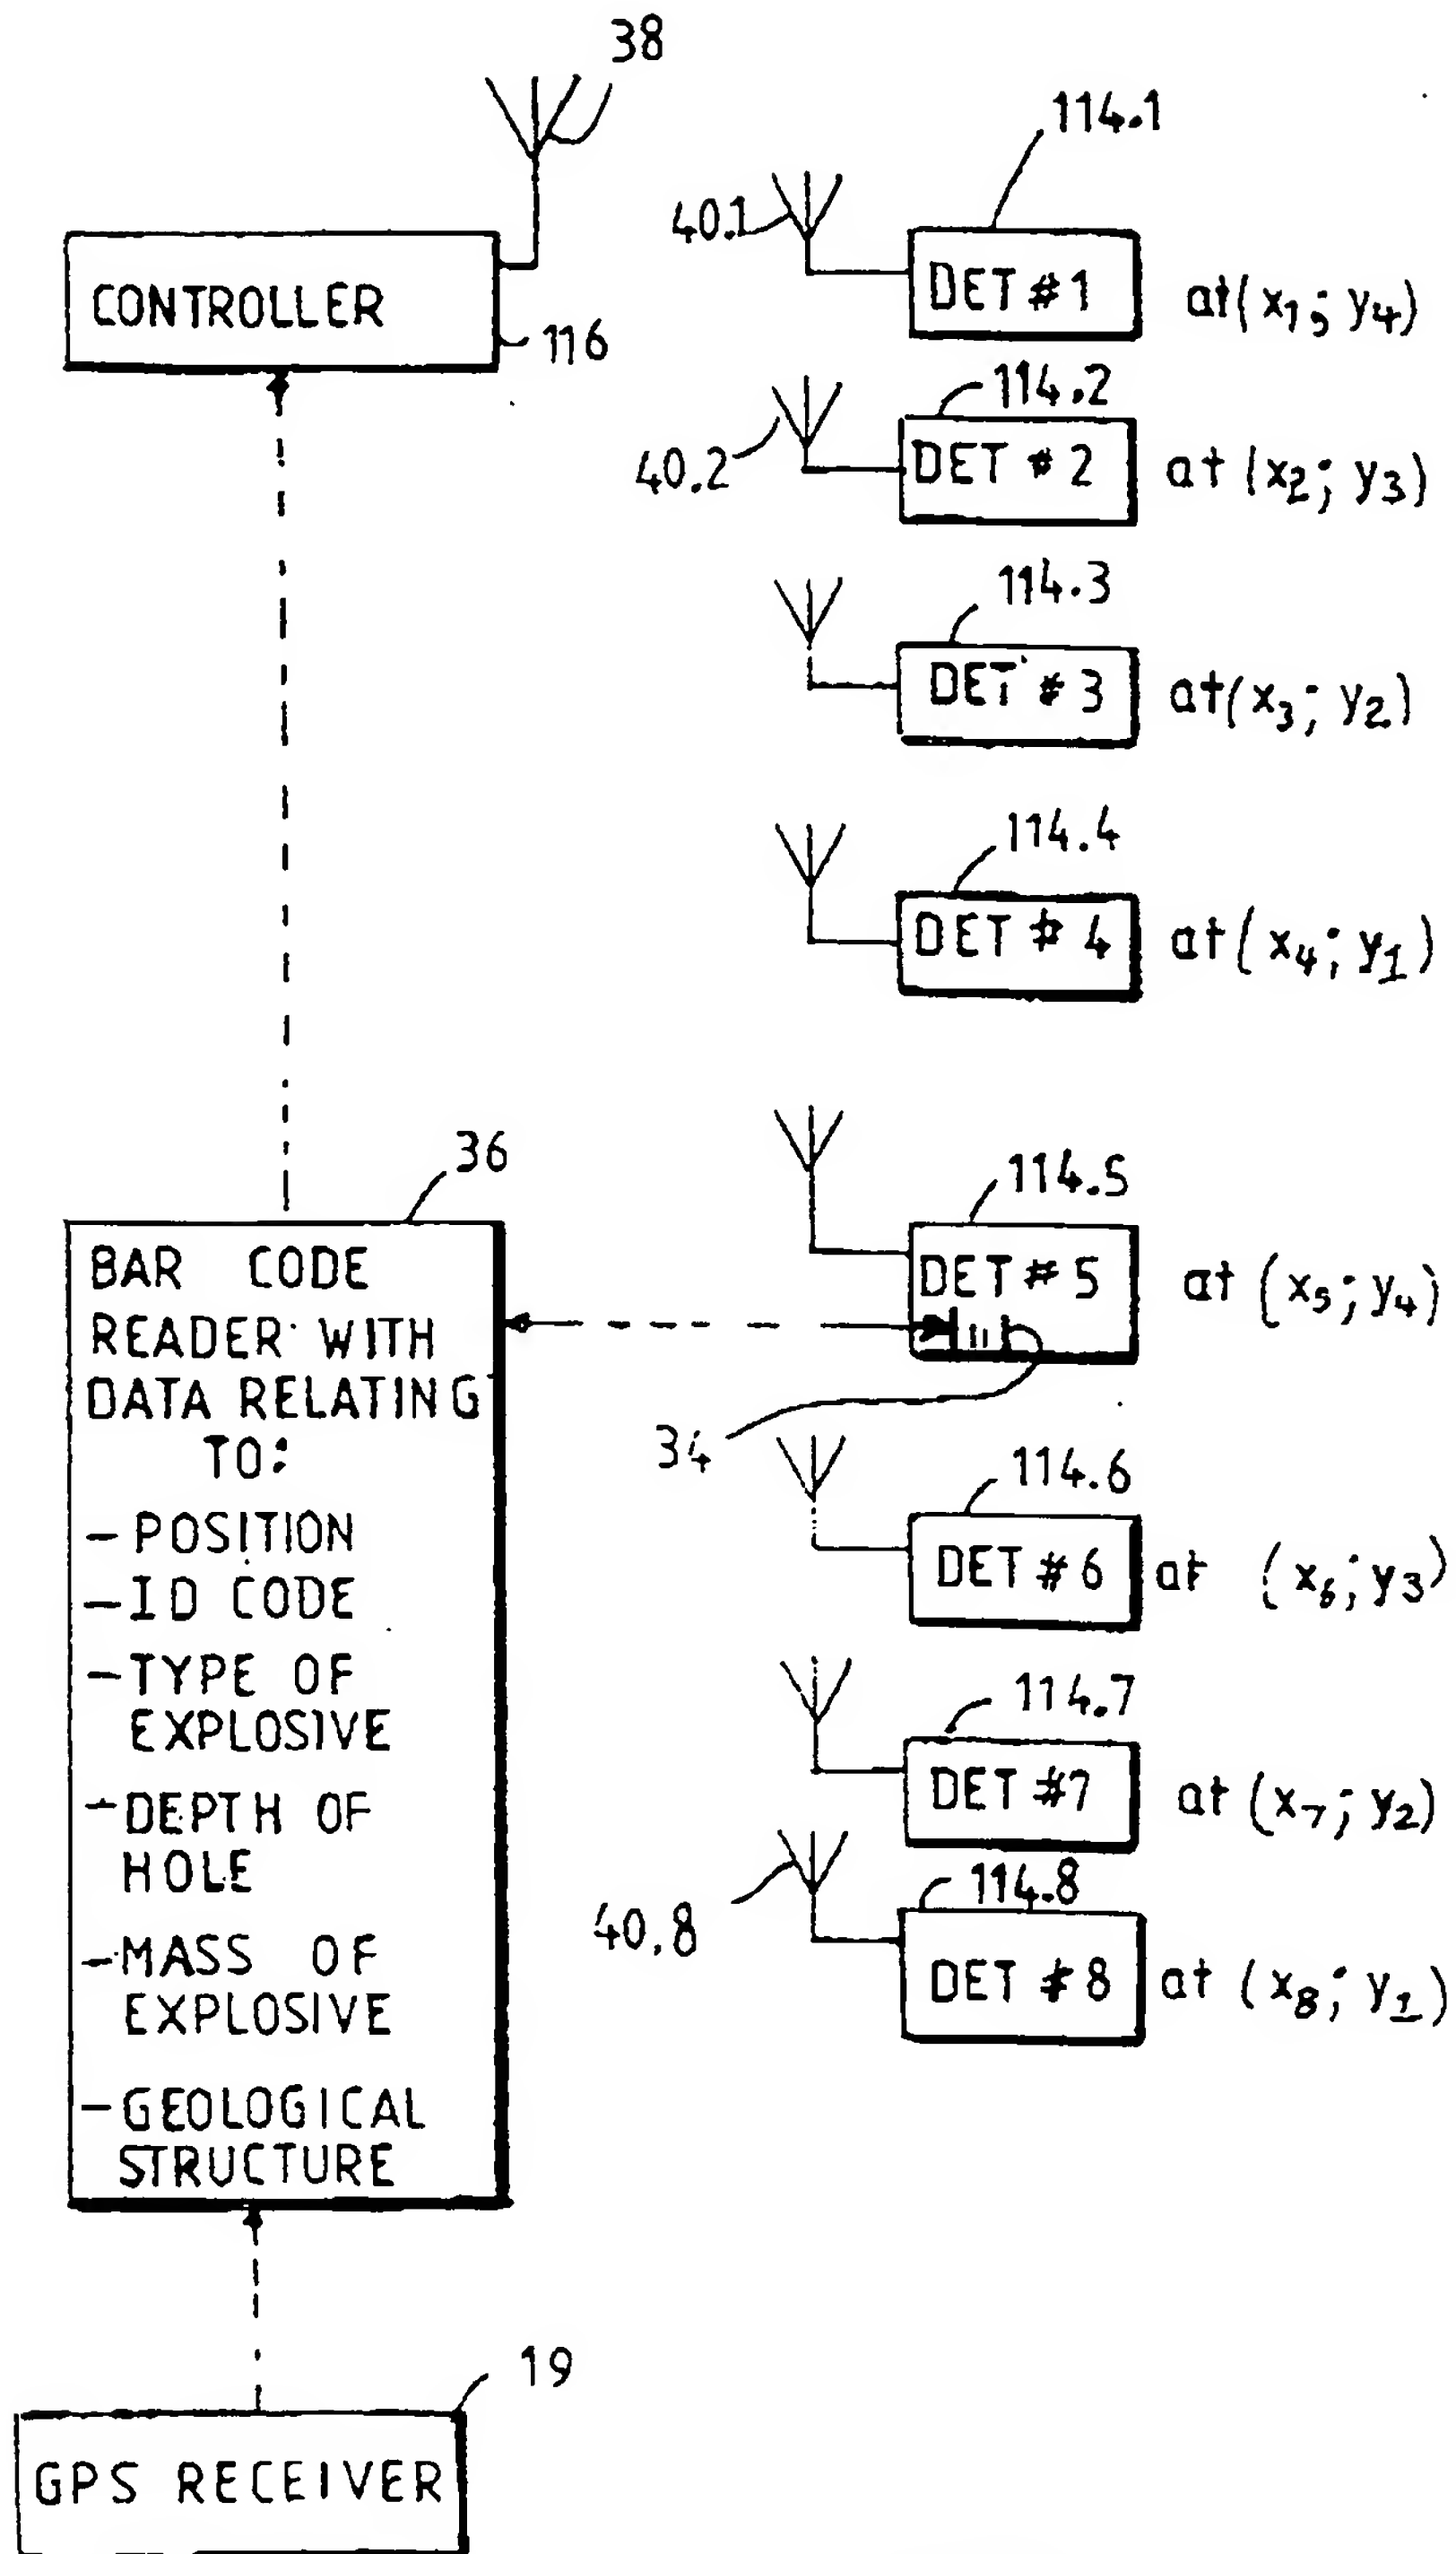 38
CONTROLLER
116
114.1
40.1
DET #1 at (x1; y4)
114.2
40.2
DET #2 at (x2; y3)
114.3
DET #3 at (x3; y2)
114.4
DET #4 at (x4; y1)
36
BAR CODE
READER WITH
DATA RELATING
TO:
- POSITION
- ID CODE
- TYPE OF
EXPLOSIVE
- DEPTH OF
HOLE
- MASS OF
EXPLOSIVE
- GEOLOGICAL
STRUCTURE
114.5
DET #5 at (x5; y4)
34
114.6
DET #6 at (x6; y3)
114.7
DET #7 at (x7; y2)
114.8
40.8
DET #8 at (x8; y1)
19
GPS RECEIVER